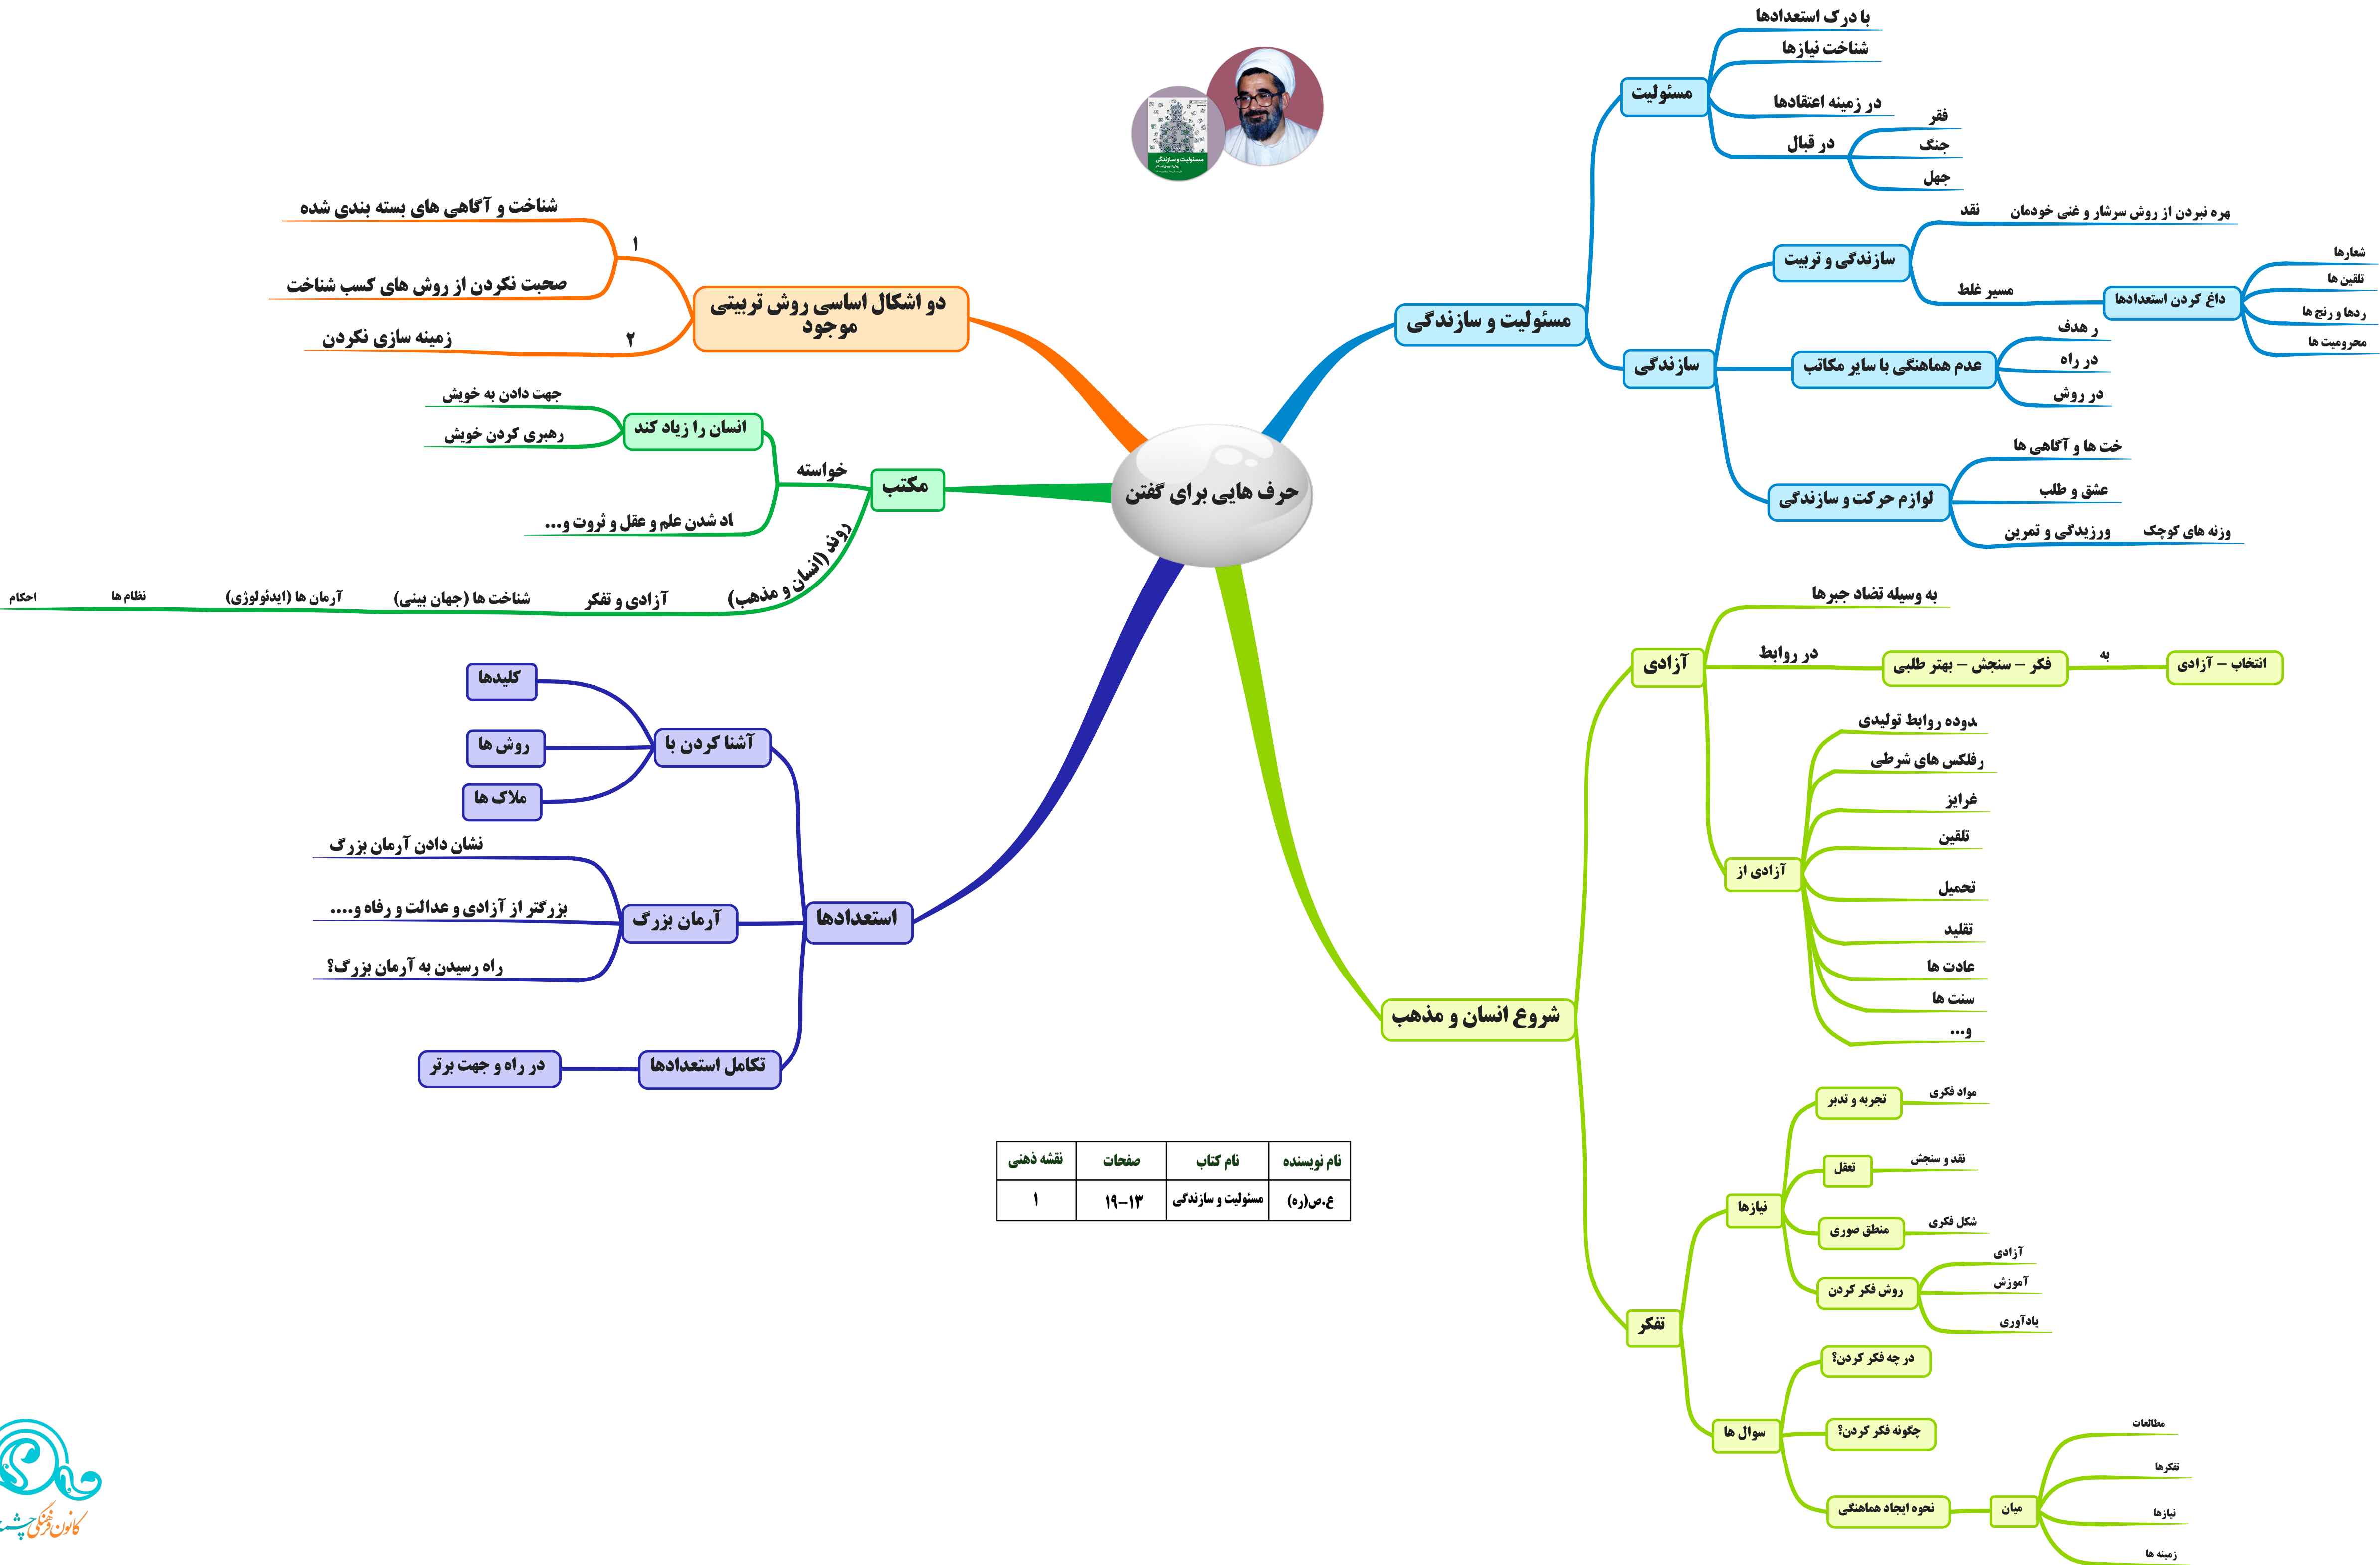 حرف هایی برای گفتن
مسئولیت و سازندگی
مسئولیت
با درک استعدادها
شناخت نیازها
در زمینه اعتقادها
در قبال
فقر
جنگ
جهل
سازندگی
سازندگی و تربیت
نقد
بهره نبردن از روش سرشار و غنی خودمان
مسیر غلط
داغ کردن استعدادها
شعارها
تلقین ها
ردها و رنج ها
محرومیت ها
عدم هماهنگی با سایر مکاتب
ر هدف
در راه
در روش
لوازم حرکت و سازندگی
خت ها و آگاهی ها
عشق و طلب
ورزیدگی و تمرین
وزنه های کوچک
شروع انسان و مذهب
آزادی
به وسیله تضاد جبرها
در روابط
فکر – سنجش – بهتر طلبی
به
انتخاب – آزادی
آزادی از
دوده روابط تولیدی
رفلکس های شرطی
غرایز
تلقین
تحمیل
تقلید
عادت ها
سنت ها
و...
تفکر
نیازها
تجربه و تدبر
مواد فکری
تعقل
نقد و سنجش
منطق صوری
شکل فکری
روش فکر کردن
آزادی
آموزش
یادآوری
سوال ها
در چه فکر کردن؟
چگونه فکر کردن؟
نحوه ایجاد هماهنگی
میان
مطالعات
تفکرها
نیازها
زمینه ها
دو اشکال اساسی روش تربیتی
موجود
۱
شناخت و آگاهی های بسته بندی شده
صحبت نکردن از روش های کسب شناخت
۲
زمینه سازی نکردن
مکتب
خواسته
انسان را زیاد کند
جهت دادن به خویش
رهبری کردن خویش
اد شدن علم و عقل و ثروت و...
روند (انسان و مذهب)
آزادی و تفکر
شناخت ها (جهان بینی)
آرمان ها (ایدئولوژی)
نظام ها
احکام
استعدادها
آشنا کردن با
کلیدها
روش ها
ملاک ها
آرمان بزرگ
نشان دادن آرمان بزرگ
بزرگتر از آزادی و عدالت و رفاه و....
راه رسیدن به آرمان بزرگ؟
تکامل استعدادها
در راه و جهت برتر
نام نویسنده نام کتاب صفحات نقشه ذهنی
ع.ص(ره) مسئولیت و سازندگی ۱۳-۱۹ ۱
مسئولیت و سازندگی
کانون فرهنگی